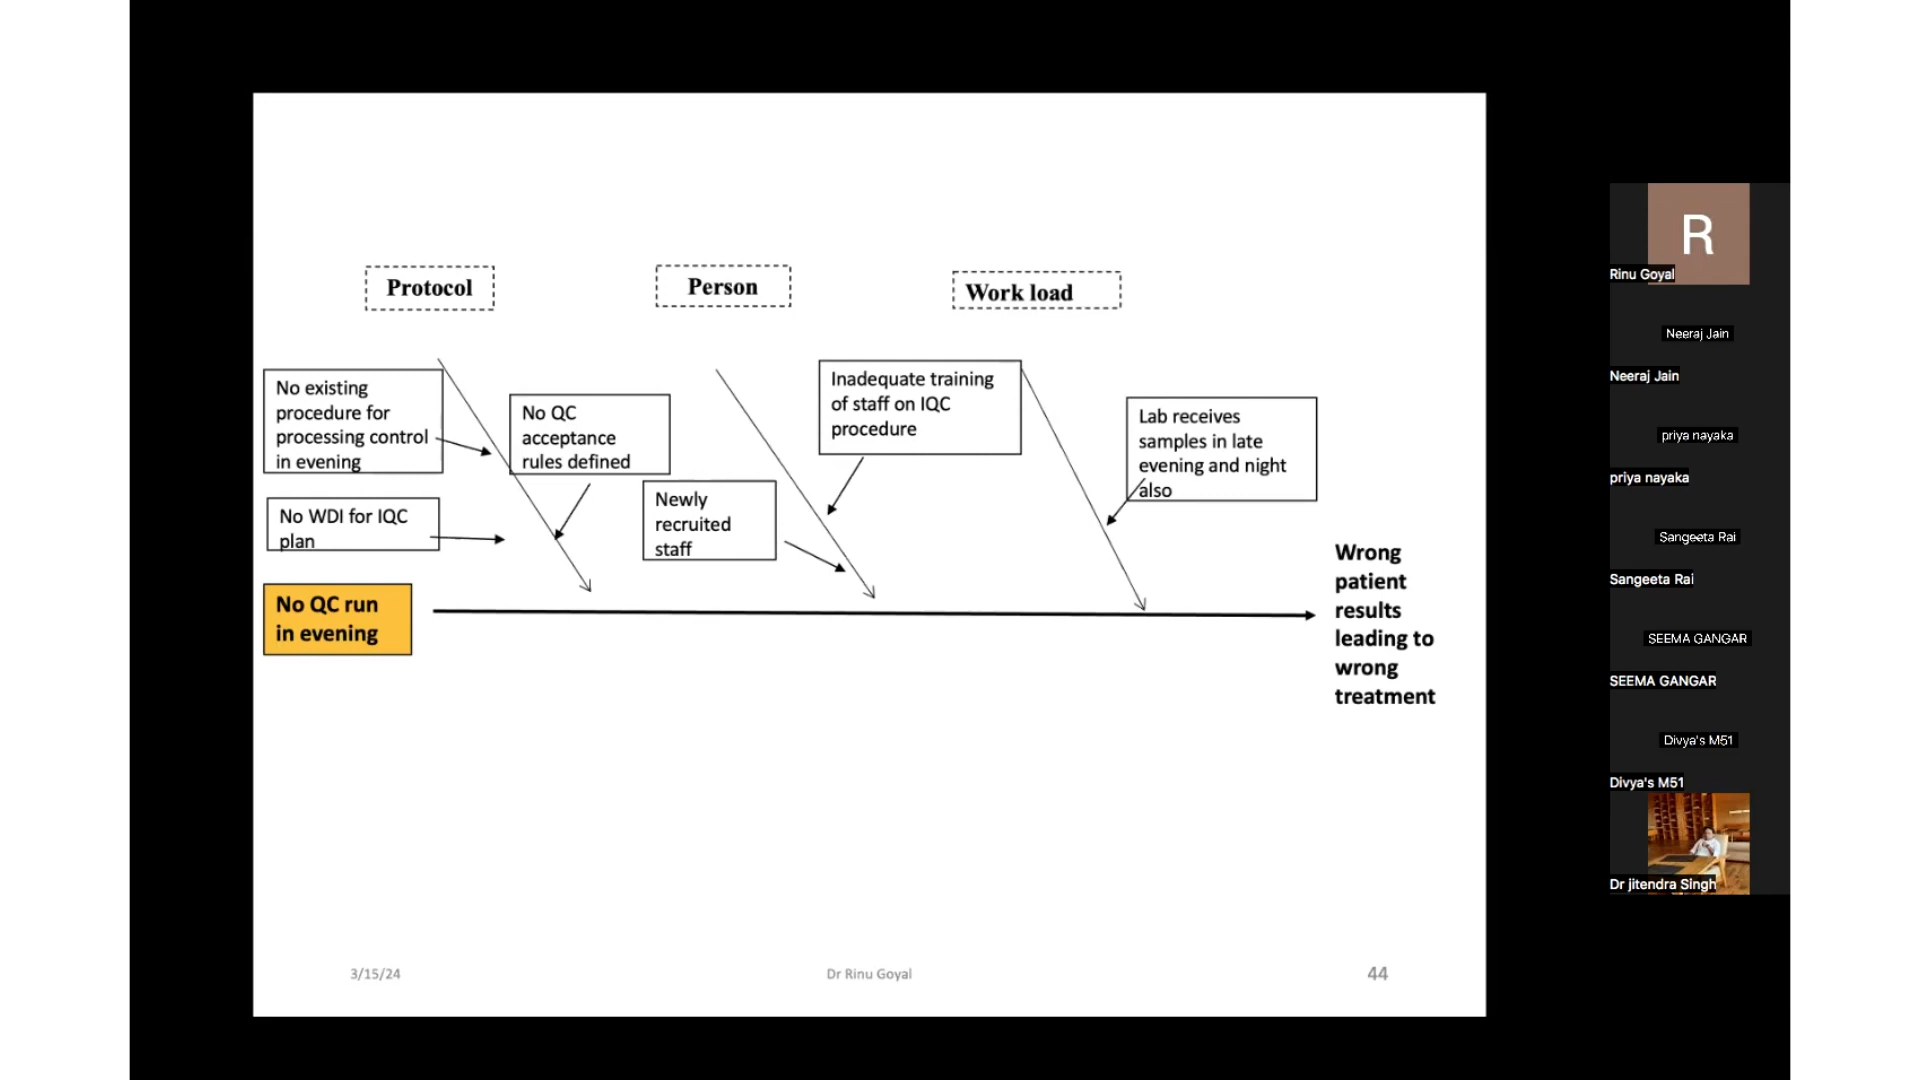 Protocol
Person
Work load
No existing
procedure for
processing control
in evening
No QC
acceptance
rules defined
Inadequate training
of staff on IQC
procedure
Lab receives
samples in late
evening and night
also
No WDI for IQC
plan
Newly
recruited
staff
No QC run
in evening
Wrong
patient
results
leading to
wrong
treatment
3/15/24
Dr Rinu Goyal
44
R
Rinu Goyal
Neeraj Jain
Neeraj Jain
priya nayaka
priya nayaka
Sangeeta Rai
Sangeeta Rai
SEEMA GANGAR
SEEMA GANGAR
Divya's M51
Divya's M51
Dr jitendra Singh